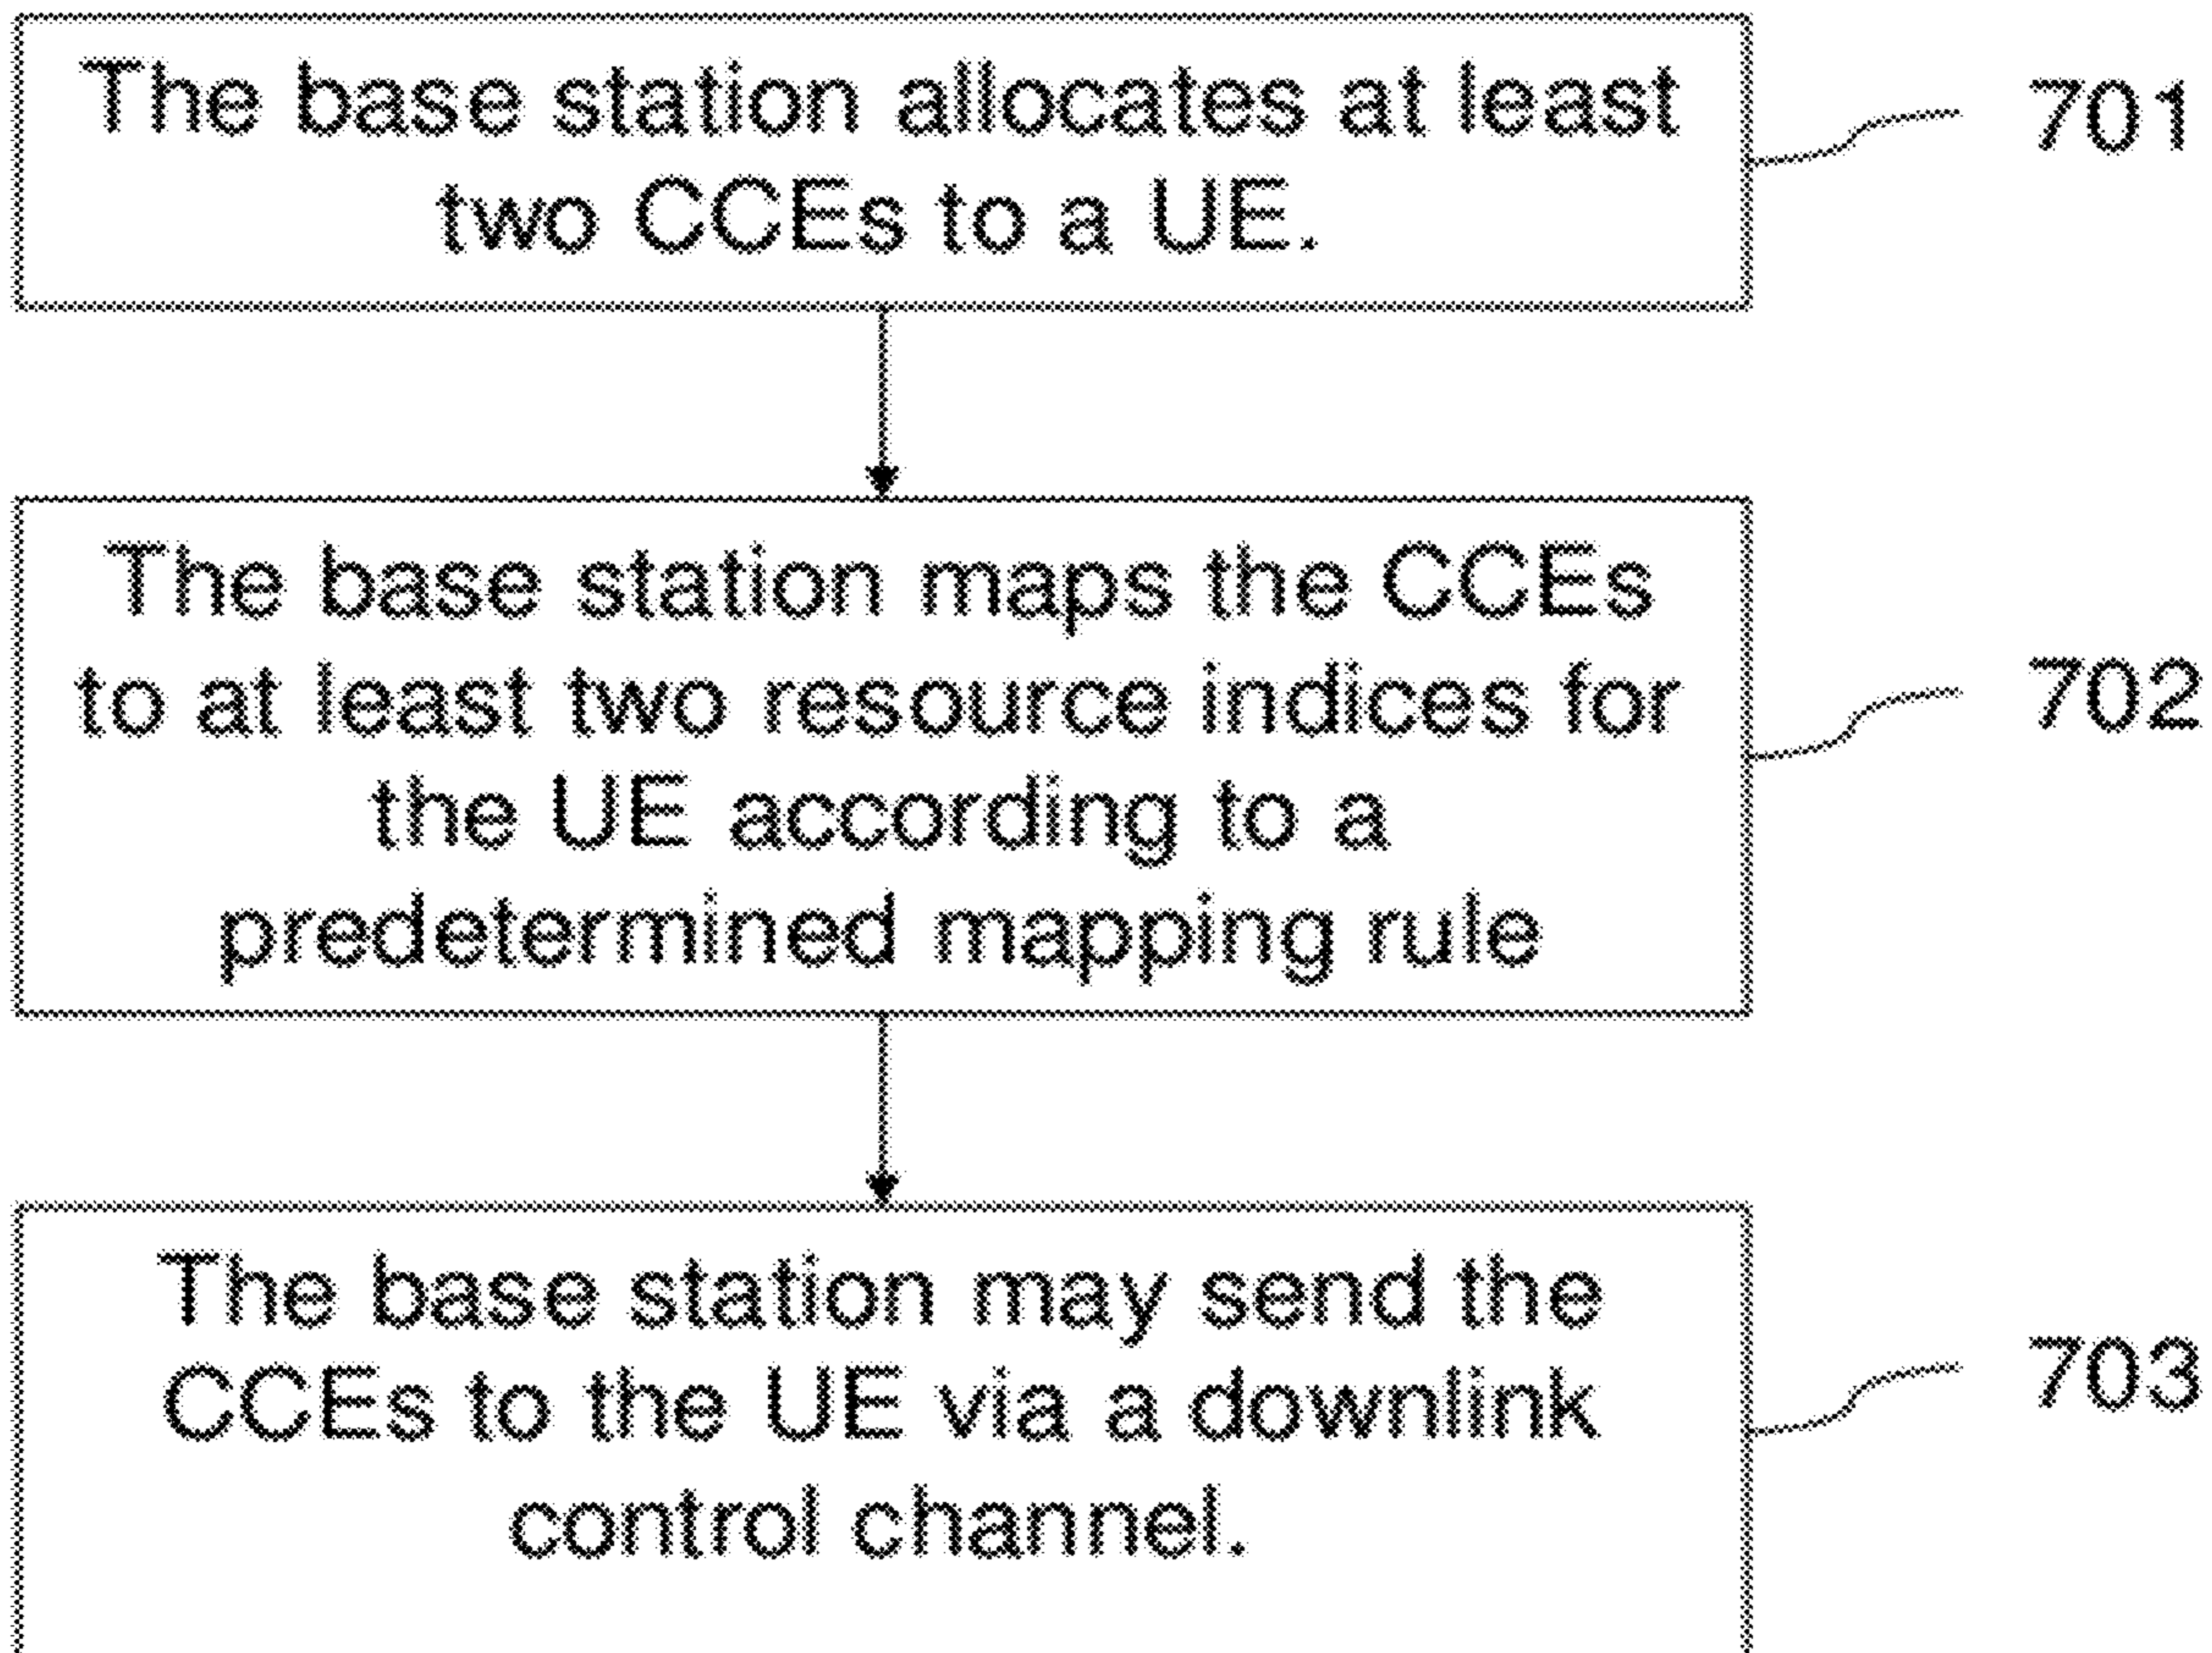 The base station allocates at least
two CCEs to a UE.
701
The base station maps the CCEs
to at least two resource indices for
the UE according to a
predetermined mapping rule
702
The base station may send the
CCEs to the UE via a downlink
control channel.
703